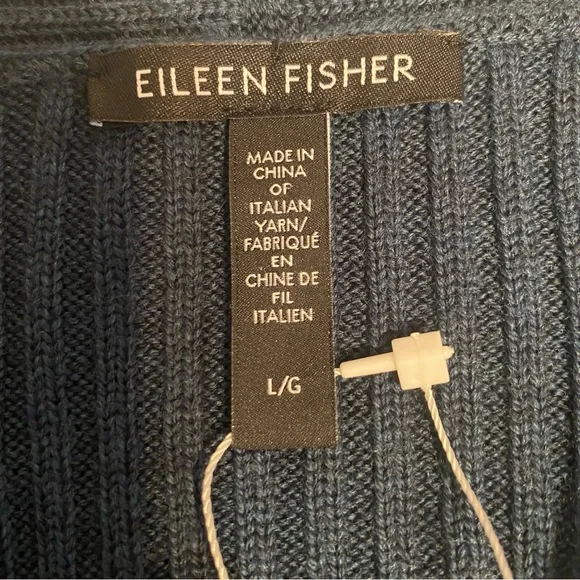 EILEEN FISHER
MADE IN
CHINA
OF
ITALIAN
YARN/
FABRIQUÉ
EN
CHINE DE
FIL
ITALIEN
L/G